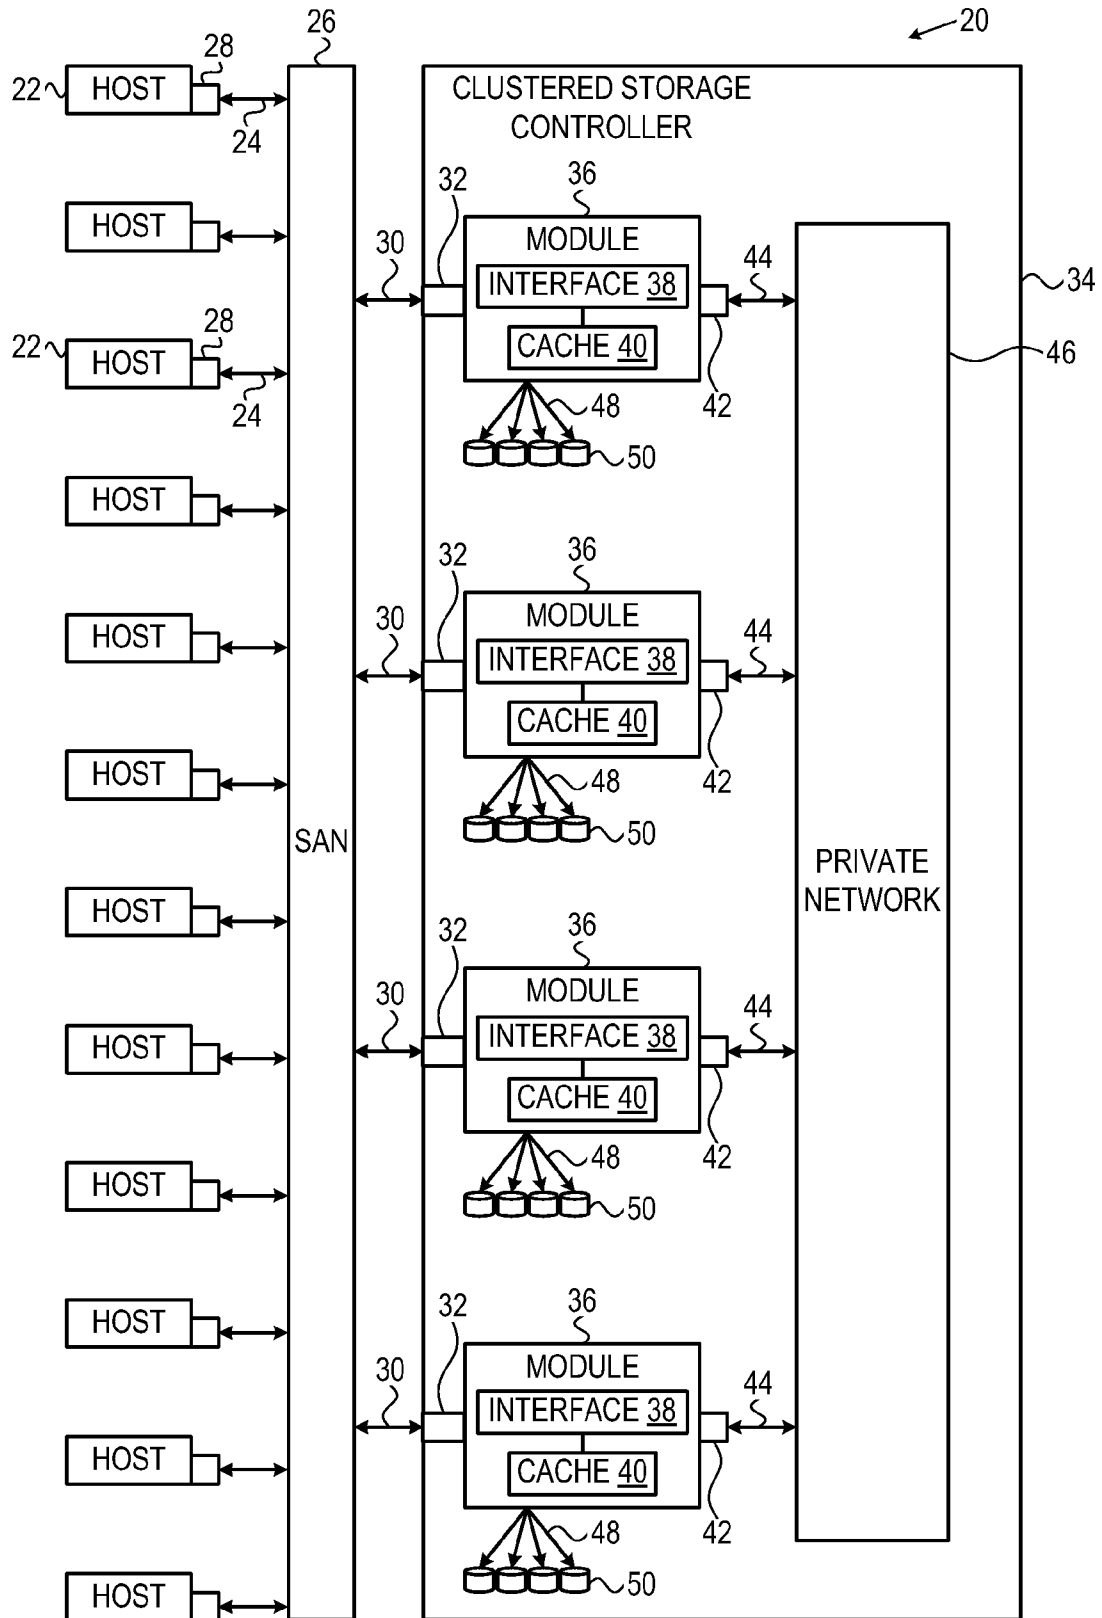 20
26
28
22
HOST
24
CLUSTERED STORAGE
CONTROLLER
HOST
32
36
MODULE
30
INTERFACE 38
44
34
CACHE 40
28
22
HOST
24
46
42
48
50
HOST
32
36
MODULE
HOST
30
INTERFACE 38
44
CACHE 40
HOST
48
42
50
SAN
PRIVATE
NETWORK
HOST
32
36
MODULE
30
INTERFACE 38
44
HOST
CACHE 40
48
42
HOST
50
HOST
32
36
MODULE
30
INTERFACE 38
44
HOST
CACHE 40
48
42
50
HOST